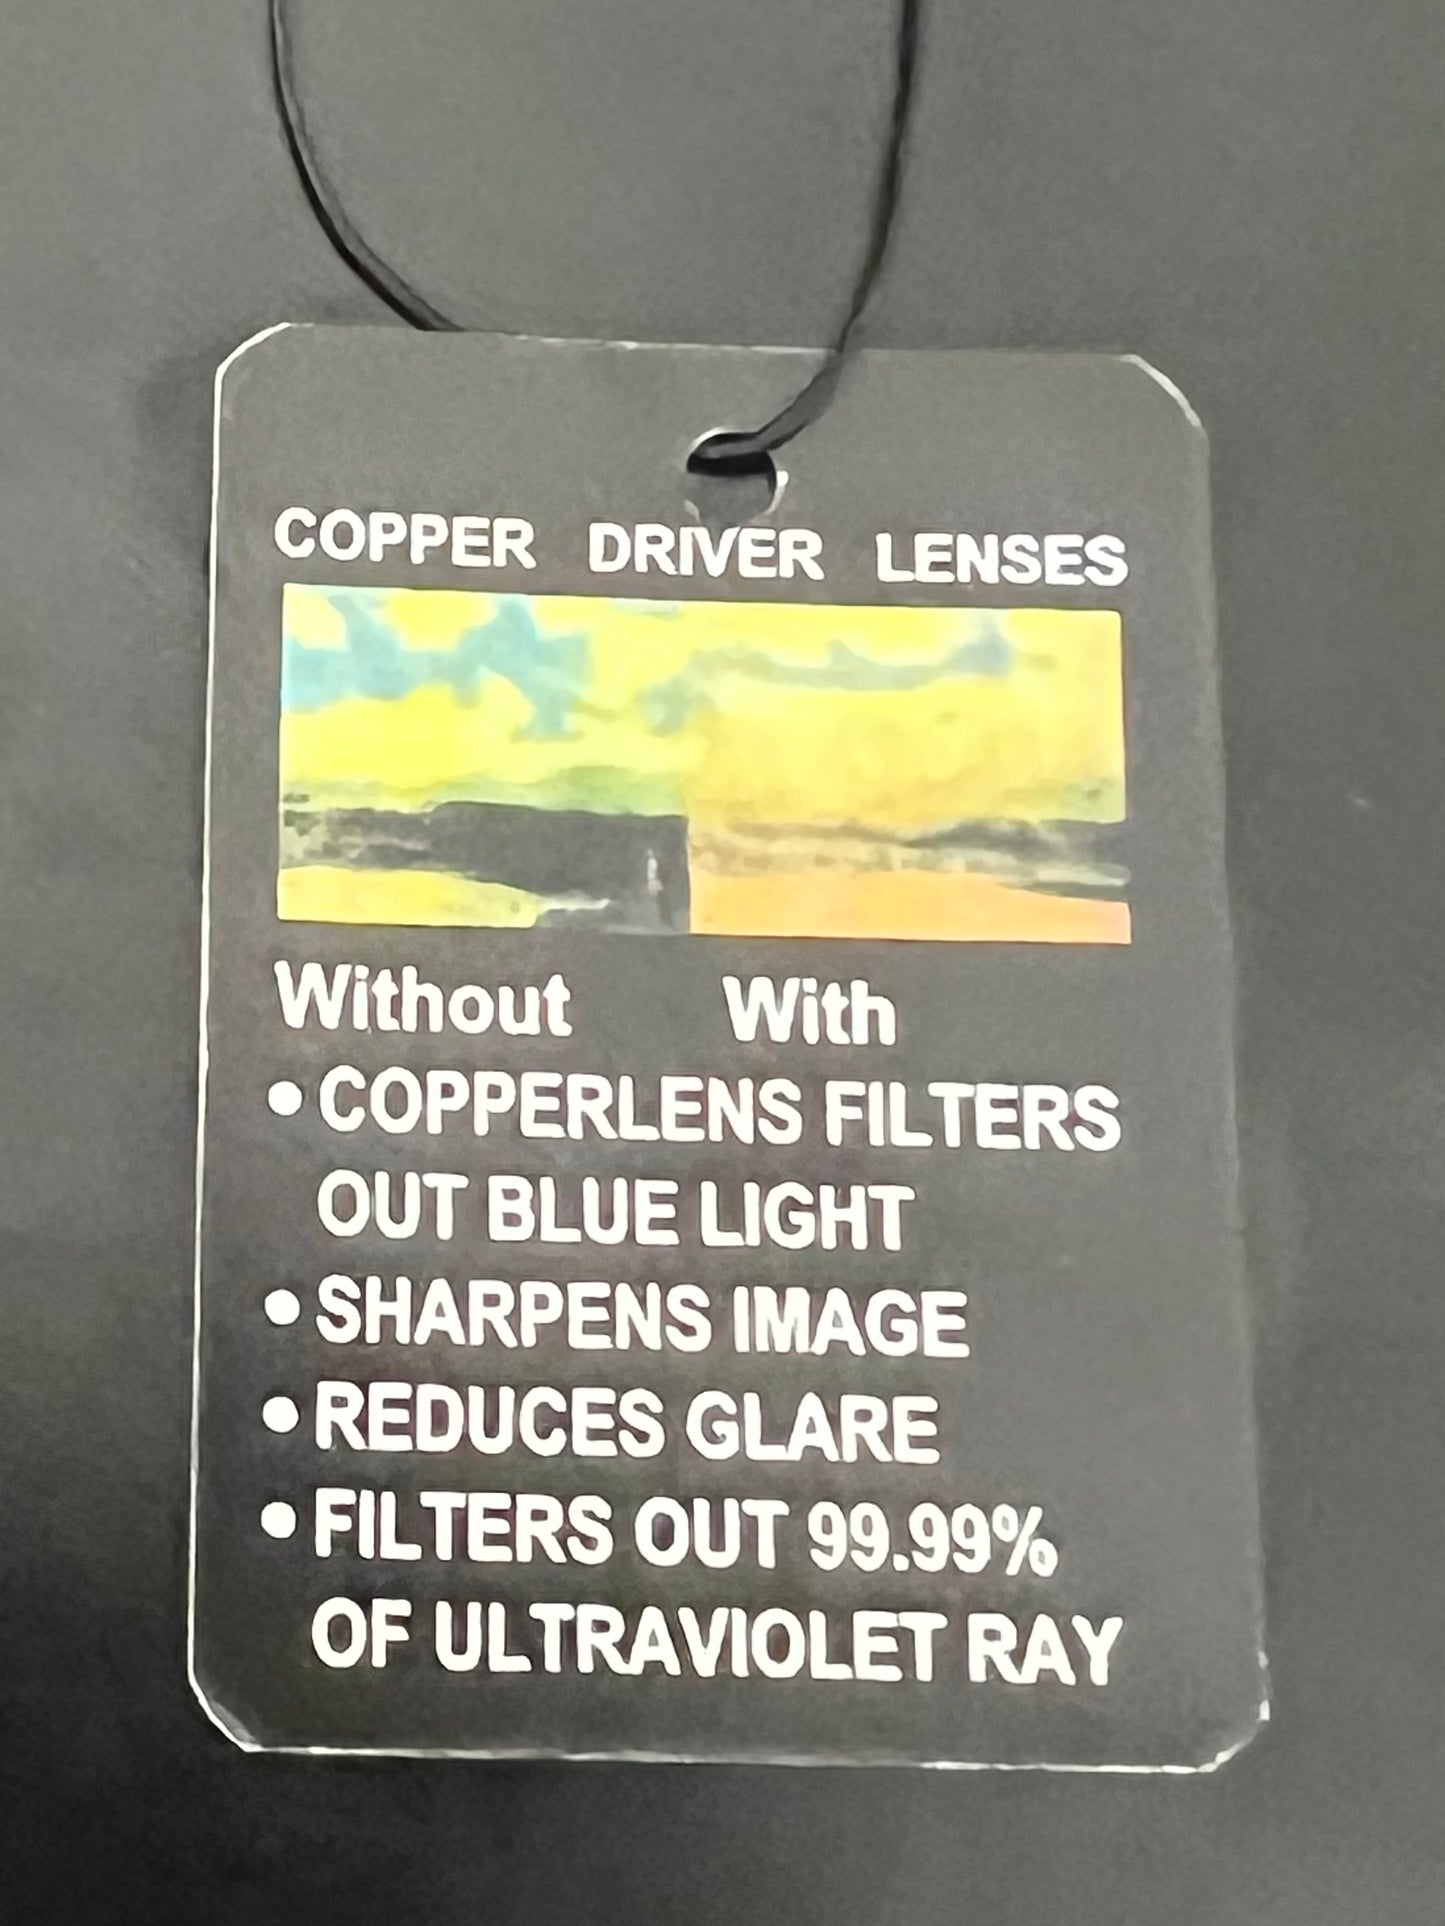 COPPER DRIVER LENSES
Without With
• COPPERLENS FILTERS
OUT BLUE LIGHT
• SHARPENS IMAGE
• REDUCES GLARE
• FILTERS OUT 99.99%
OF ULTRAVIOLET RAY